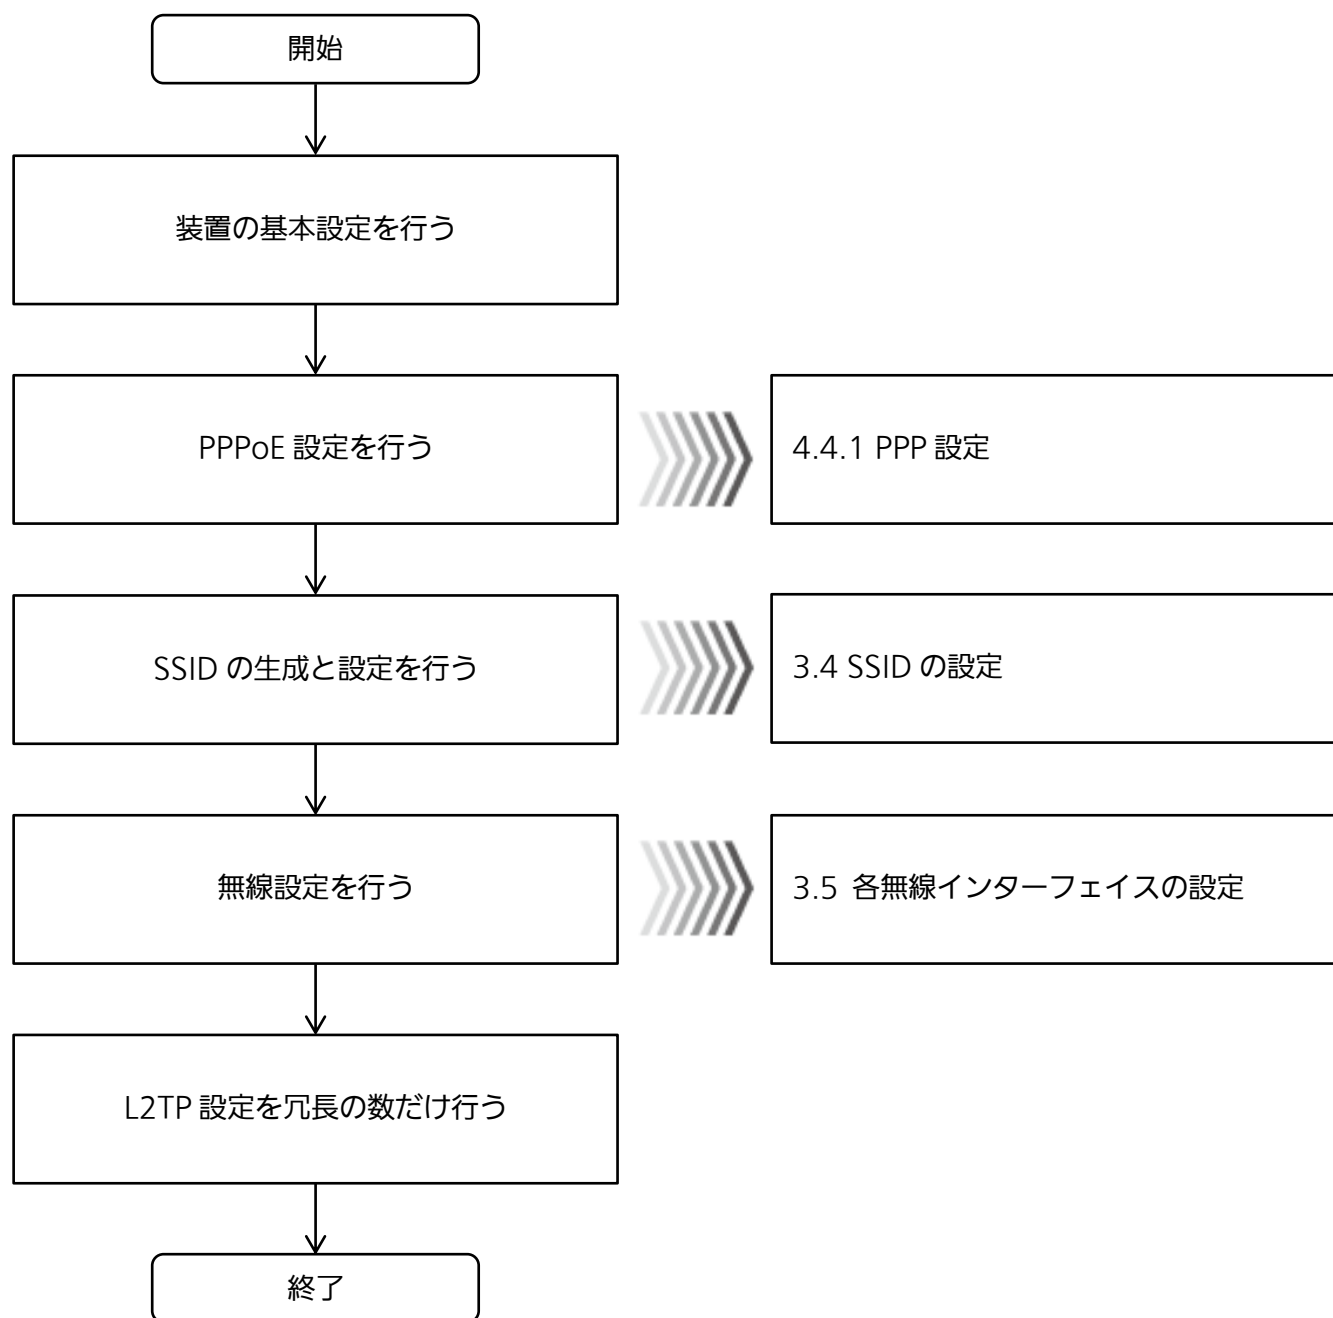 開始
装置の基本設定を行う
PPPoE 設定を行う
4.4.1 PPP 設定
SSID の生成と設定を行う
3.4 SSID の設定
無線設定を行う
3.5 各無線インターフェイスの設定
L2TP 設定を冗長の数だけ行う
終了